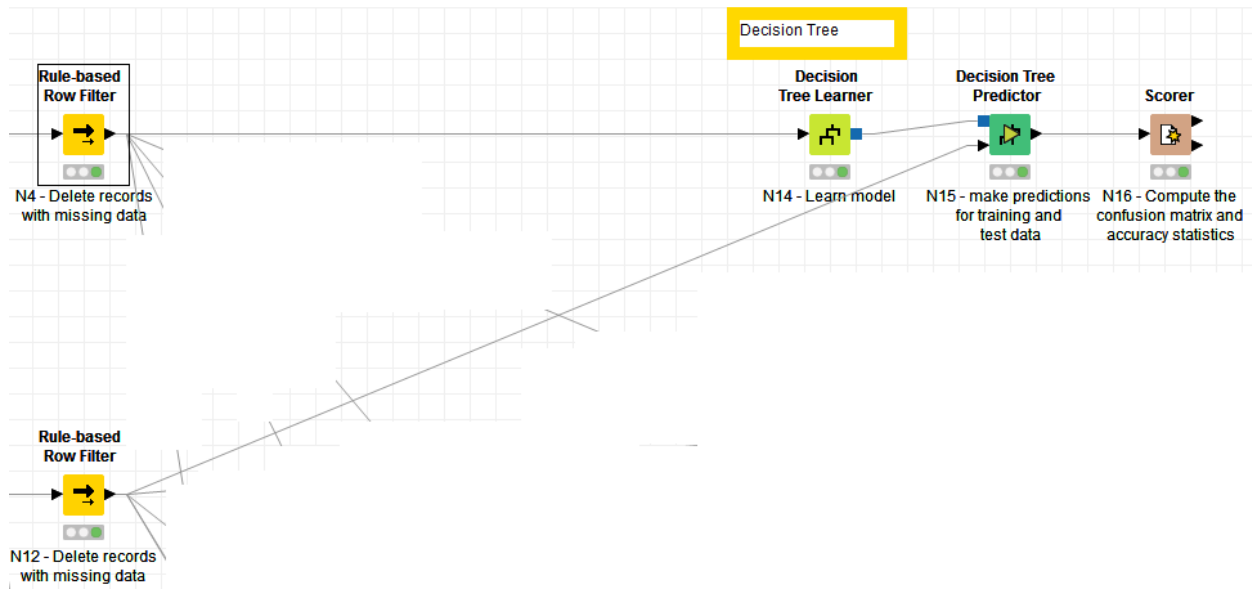 Decision Tree
Rule-based
Row Filter
N4 - Delete records
with missing data
Decision
Tree Learner
N14 - Learn model
Decision Tree
Predictor
N15 - make predictions
for training and
test data
Scorer
N16 - Compute the
confusion matrix and
accuracy statistics
Rule-based
Row Filter
N12 - Delete records
with missing data